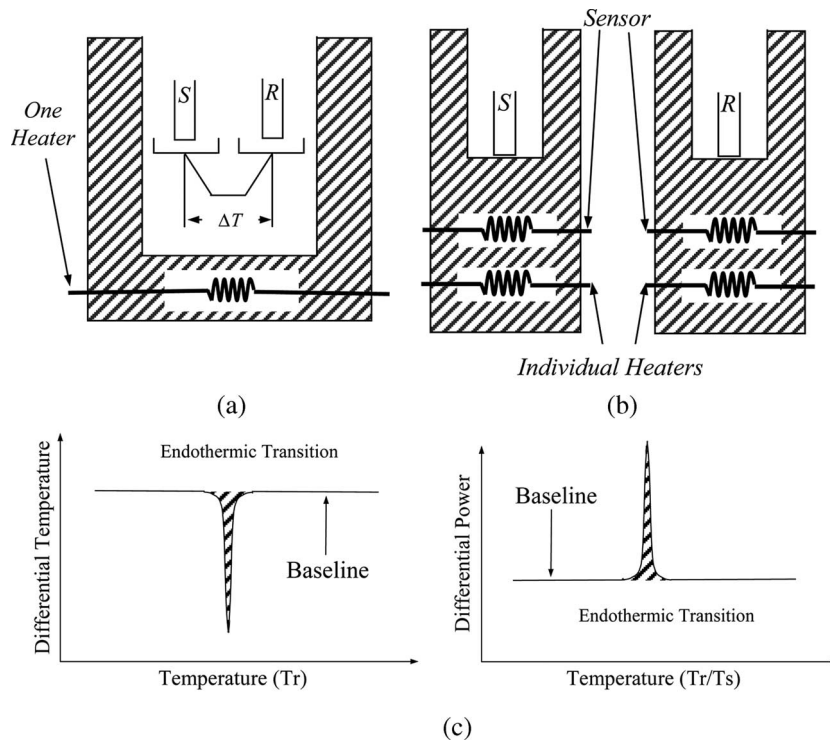 One
Heater
S
R
ΔT
(a)
Sensor
S
R
Individual Heaters
(b)
Differential Temperature
Endothermic Transition
Baseline
Temperature (Tr)
Differential Power
Baseline
Endothermic Transition
Temperature (Tr/Ts)
(c)